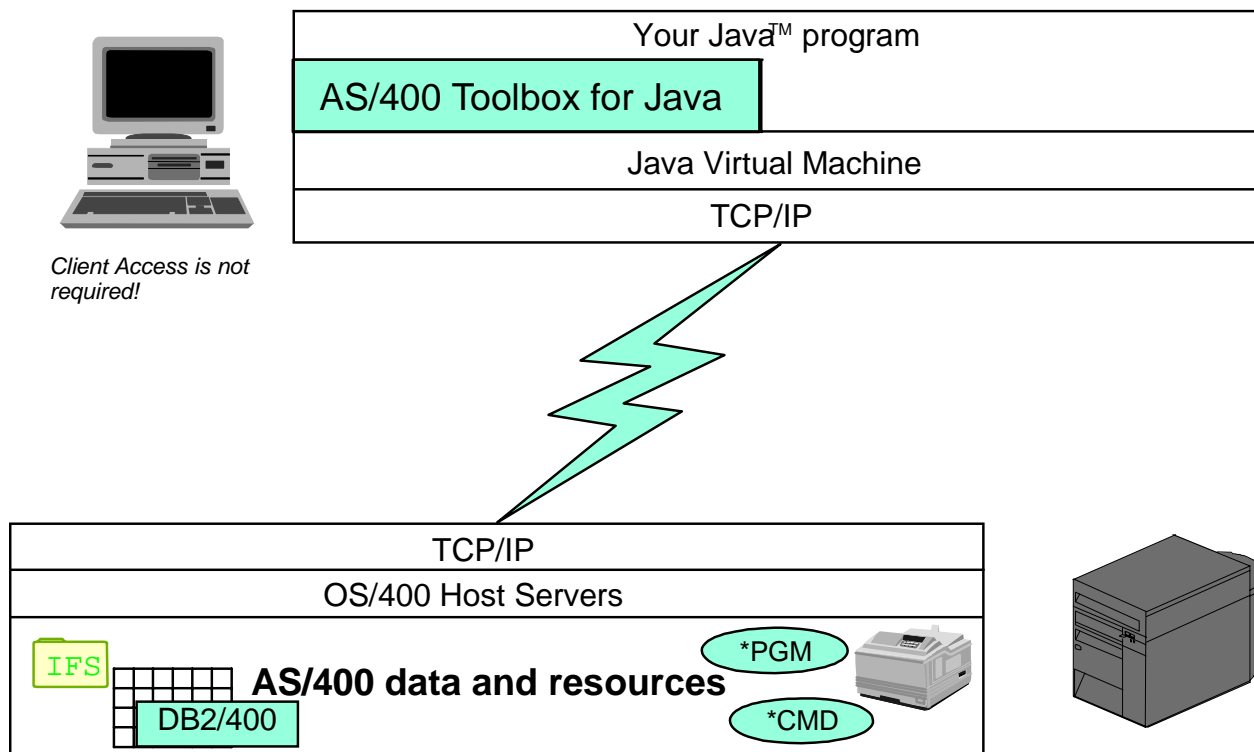 Your Java™ program
AS/400 Toolbox for Java
Java Virtual Machine
TCP/IP
Client Access is not
required!
TCP/IP
OS/400 Host Servers
IFS
*PGM
AS/400 data and resources
DB2/400
*CMD